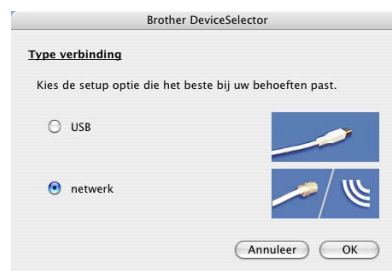 Brother DeviceSelector
Type verbinding
Kies de setup optie die het beste bij uw behoeften past.
USB
netwerk
Annuleer OK